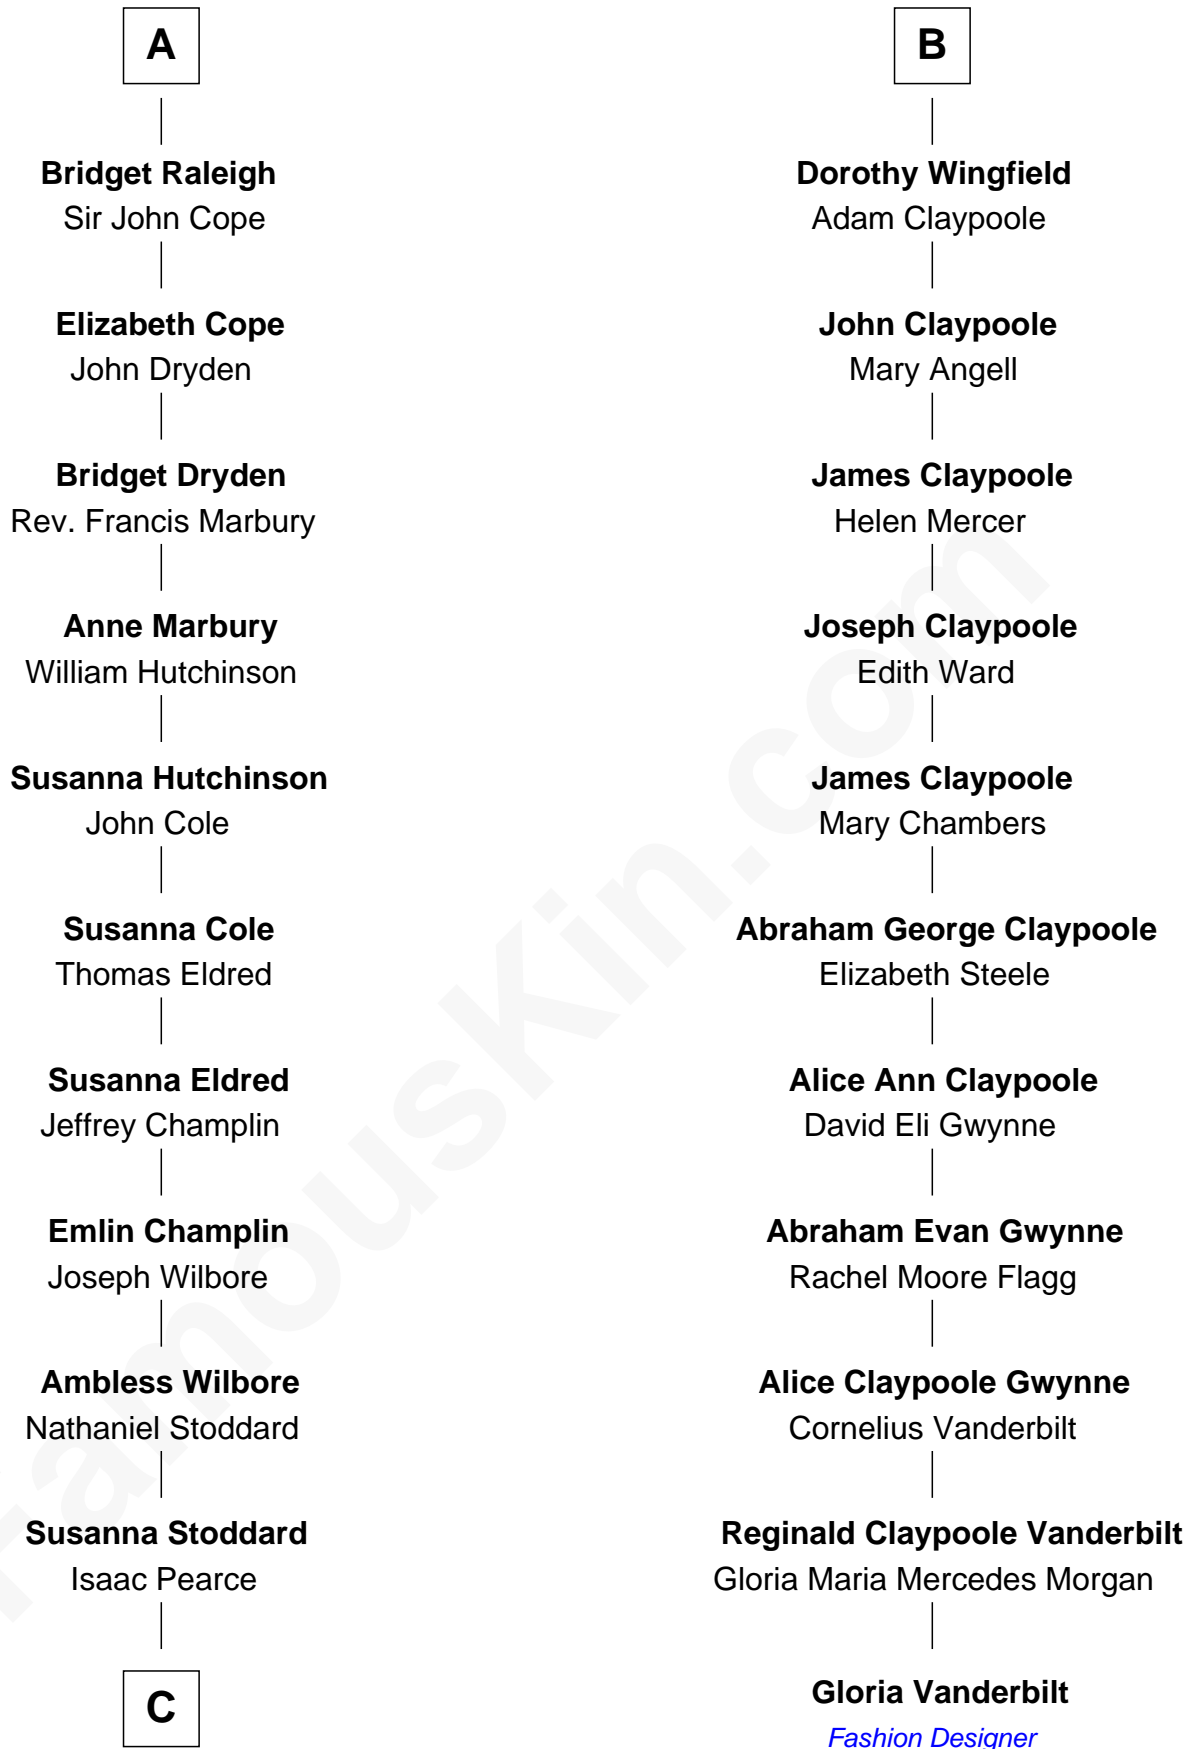 A
Bridget Raleigh
Sir John Cope
Elizabeth Cope
John Dryden
Bridget Dryden
Rev. Francis Marbury
Anne Marbury
William Hutchinson
Susanna Hutchinson
John Cole
Susanna Cole
Thomas Eldred
Susanna Eldred
Jeffrey Champlin
Emlin Champlin
Joseph Wilbore
Ambless Wilbore
Nathaniel Stoddard
Susanna Stoddard
Isaac Pearce
C
B
Dorothy Wingfield
Adam Claypoole
John Claypoole
Mary Angell
James Claypoole
Helen Mercer
Joseph Claypoole
Edith Ward
James Claypoole
Mary Chambers
Abraham George Claypoole
Elizabeth Steele
Alice Ann Claypoole
David Eli Gwynne
Abraham Evan Gwynne
Rachel Moore Flagg
Alice Claypoole Gwynne
Cornelius Vanderbilt
Reginald Claypoole Vanderbilt
Gloria Maria Mercedes Morgan
Gloria Vanderbilt
Fashion Designer
FamousKin.com